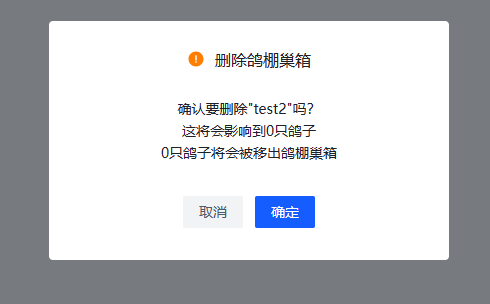 删除鸽棚巢箱
确认要删除"test2"吗？
这将会影响到0只鸽子
0只鸽子将会被移出鸽棚巢箱
取消
确定